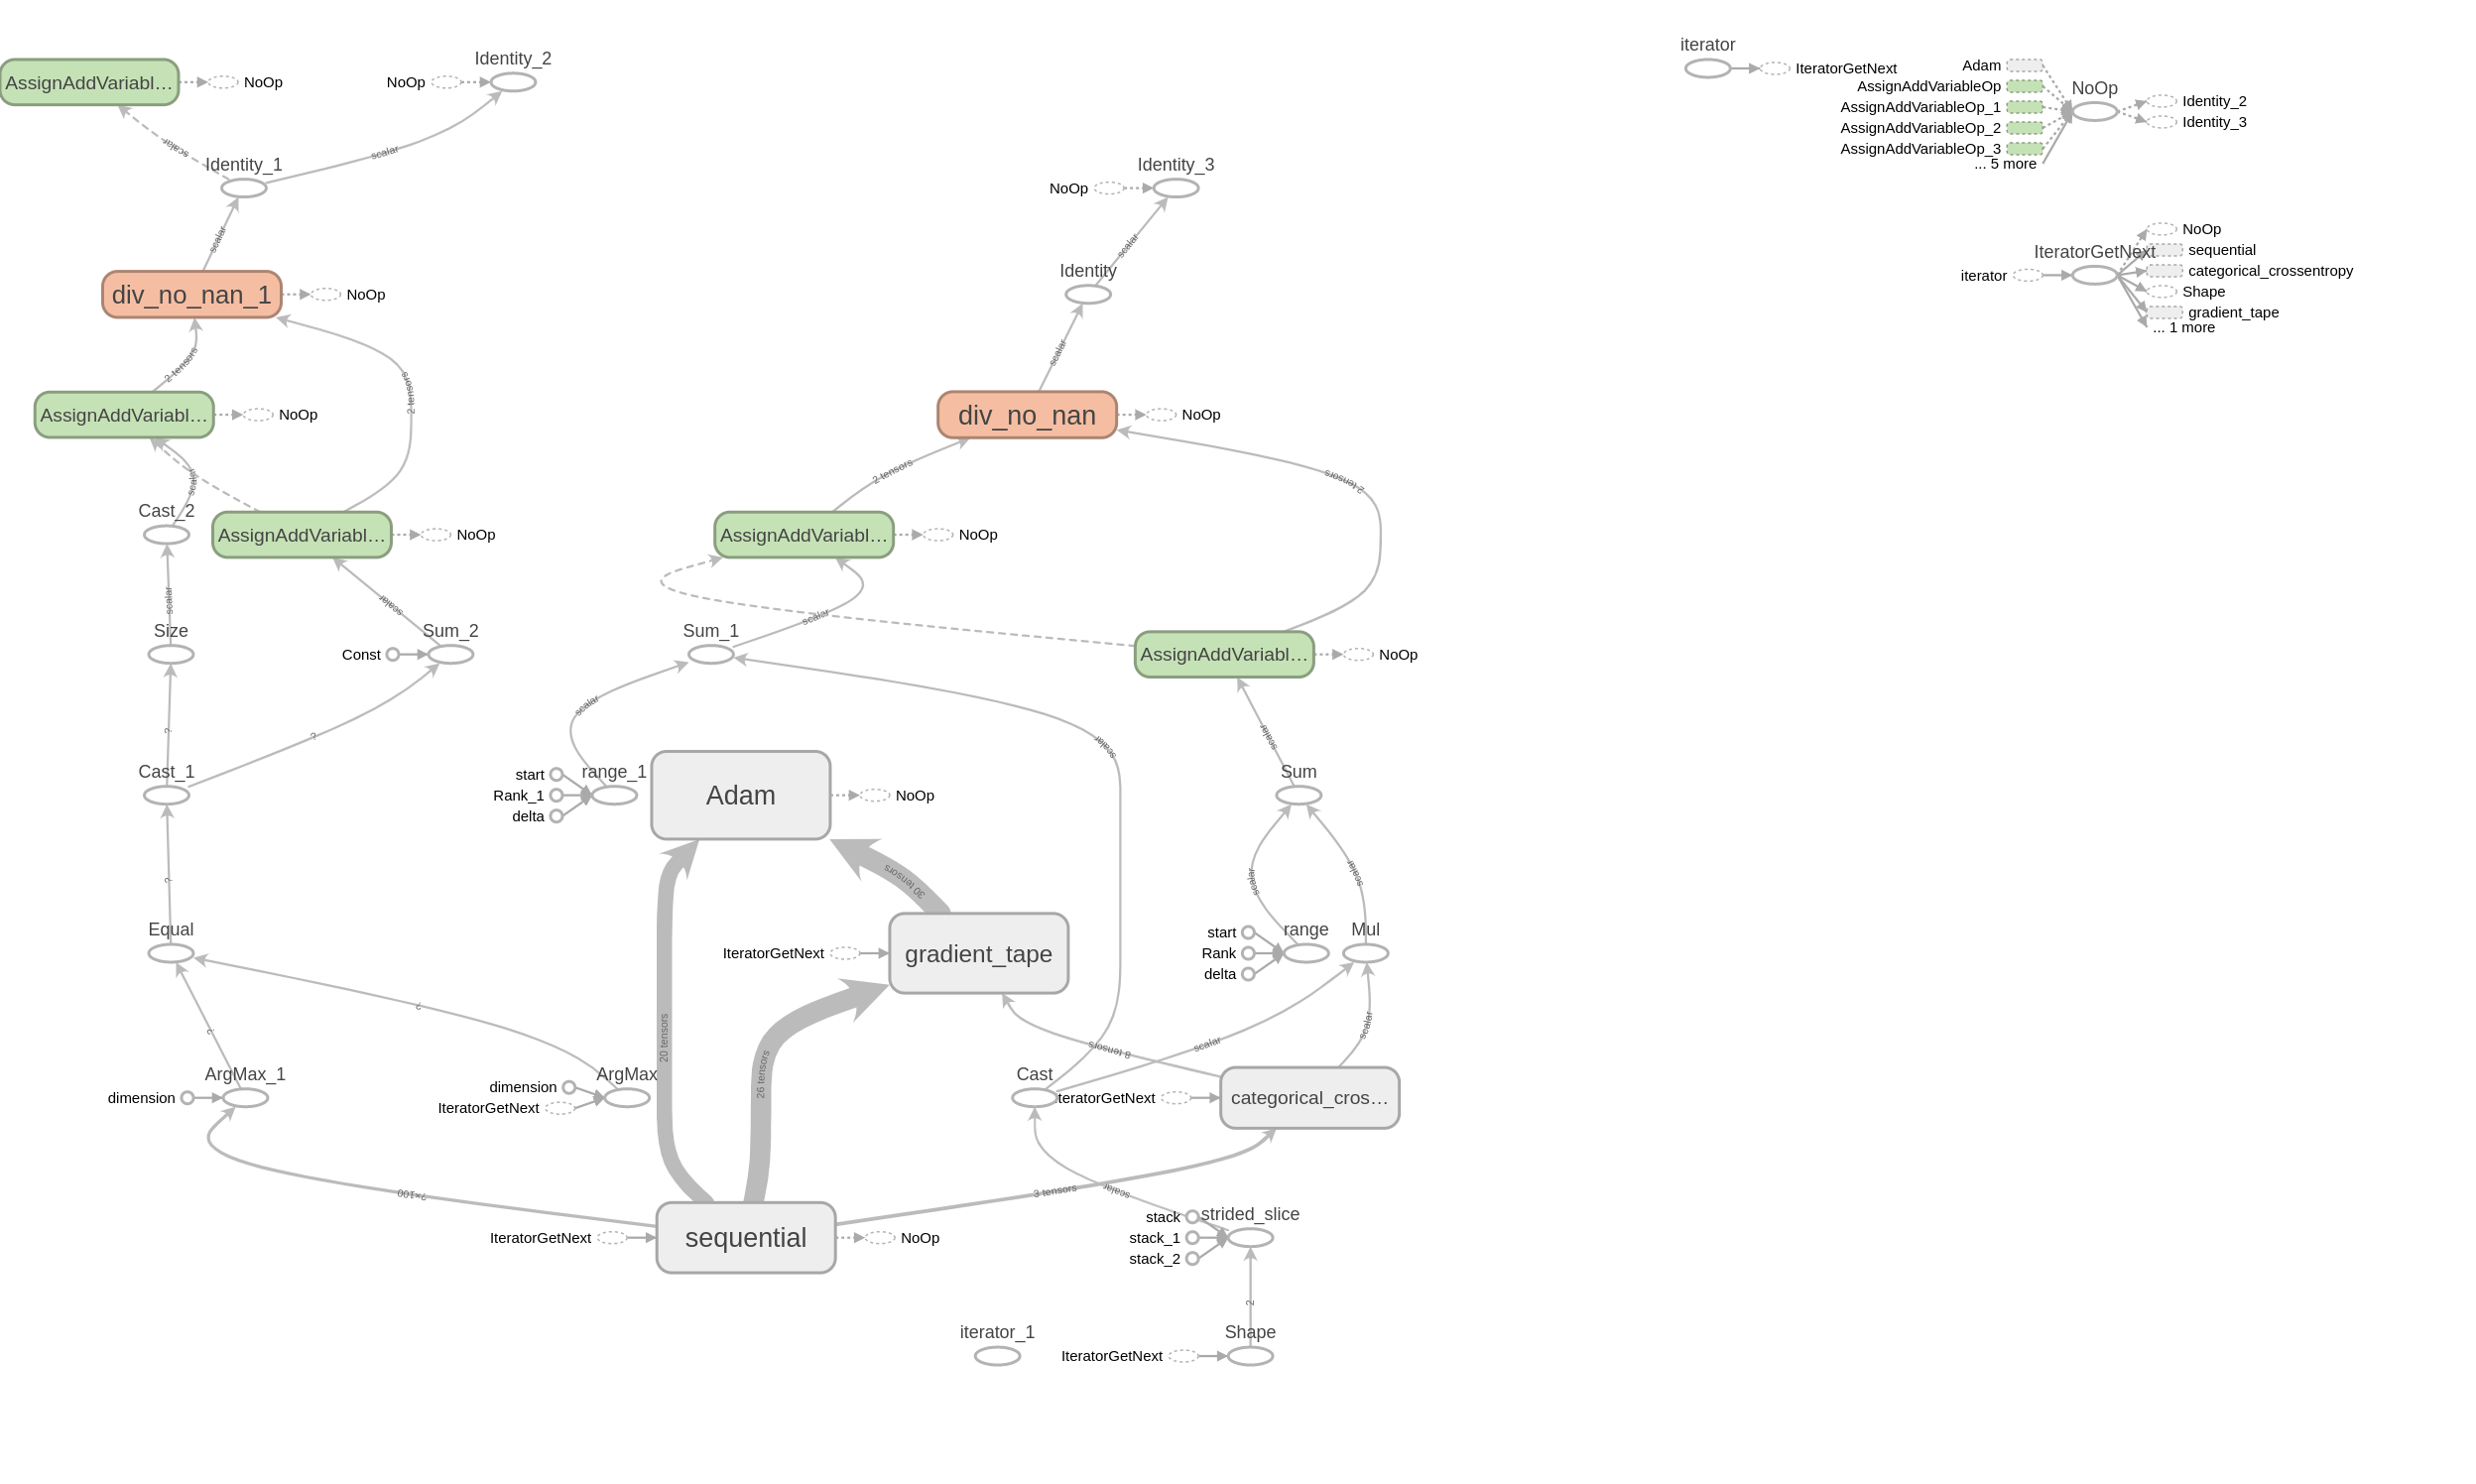 Identity_2
AssignAddVariabl…
NoOp
NoOp
scalar
scalar
Identity_1
scalar
div_no_nan_1
NoOp
2 tensors
2 tensors
AssignAddVariabl…
NoOp
scalar
Cast_2
AssignAddVariabl…
NoOp
scalar
scalar
Size
Sum_2
Const
?
?
Cast_1
?
Equal
?
?
ArgMax_1
dimension
ArgMax
dimension
IteratorGetNext
?×100
Identity_3
NoOp
scalar
Identity
scalar
div_no_nan
NoOp
2 tensors
2 tensors
AssignAddVariabl…
NoOp
scalar
Sum_1
AssignAddVariabl…
NoOp
scalar
scalar
scalar
range_1
start
Rank_1
delta
Adam
NoOp
Sum
30 tensors
scalar
scalar
gradient_tape
IteratorGetNext
range
Mul
start
Rank
delta
20 tensors
26 tensors
8 tensors
scalar
scalar
Cast
IteratorGetNext
categorical_cros…
3 tensors
scalar
sequential
IteratorGetNext
NoOp
strided_slice
stack
stack_1
stack_2
2
iterator_1
Shape
IteratorGetNext
iterator
IteratorGetNext
Adam
AssignAddVariableOp
AssignAddVariableOp_1
AssignAddVariableOp_2
AssignAddVariableOp_3
... 5 more
NoOp
Identity_2
Identity_3
IteratorGetNext
iterator
NoOp
sequential
categorical_crossentropy
Shape
gradient_tape
... 1 more